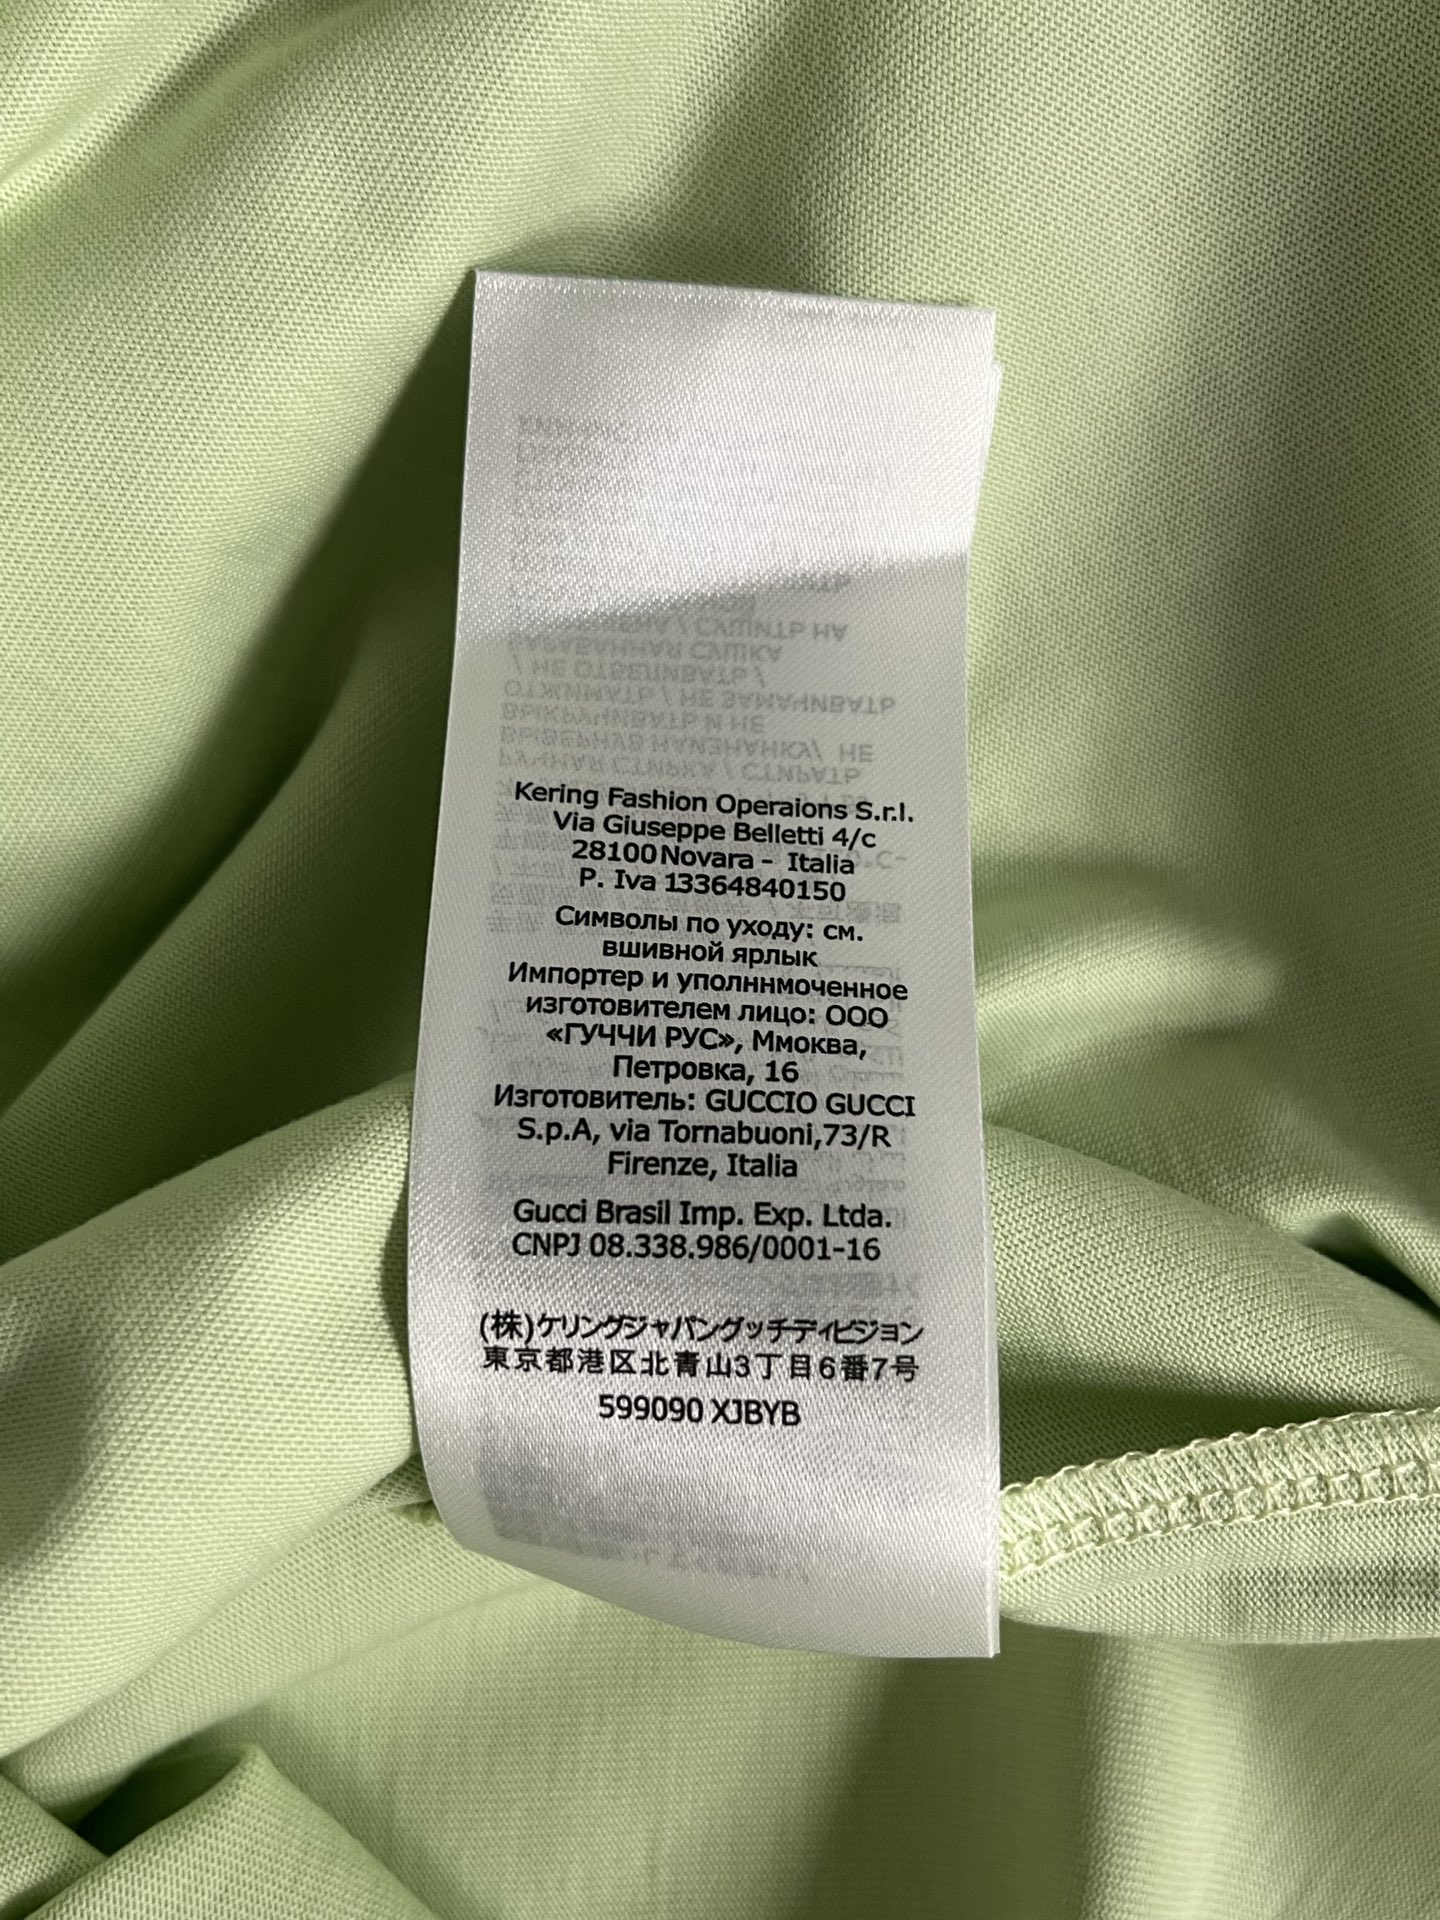 Kering Fashion Operaions S.r.l.
Via Giuseppe Belletti 4/c
28100 Novara - Italia
P. Iva 13364840150
Символы по уходу: см.
вшивной ярлык
Импортер и уполннмоченное
изготовителем лицо: ООО
«ГУЧЧИ РУС», Ммоква,
Петровка, 16
Изготовитель: GUCCIO GUCCI
S.p.A, via Tornabuoni,73/R
Firenze, Italia
Gucci Brasil Imp. Exp. Ltda.
CNPJ 08.338.986/0001-16
(株)ケリングジャパングッチディビジョン
東京都港区北青山3丁目6番7号
599090 XJBYB